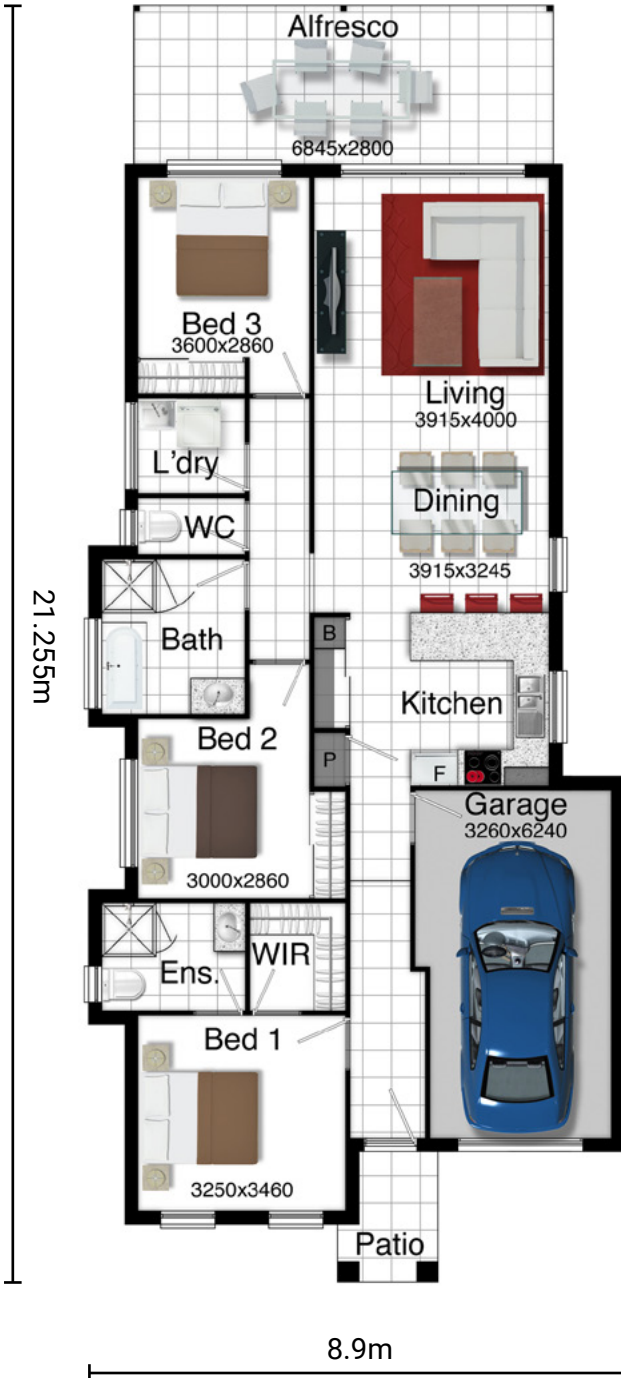 Alfresco
6845x2800
Bed 3
3600x2860
Living
3915x4000
L'dry
Dining
WC
3915x3245
21.255m
B
Bath
Kitchen
Bed 2
P
F
Garage
3260x6240
3000x2860
Ens.
WIR
Bed 1
3250x3460
Patio
8.9m